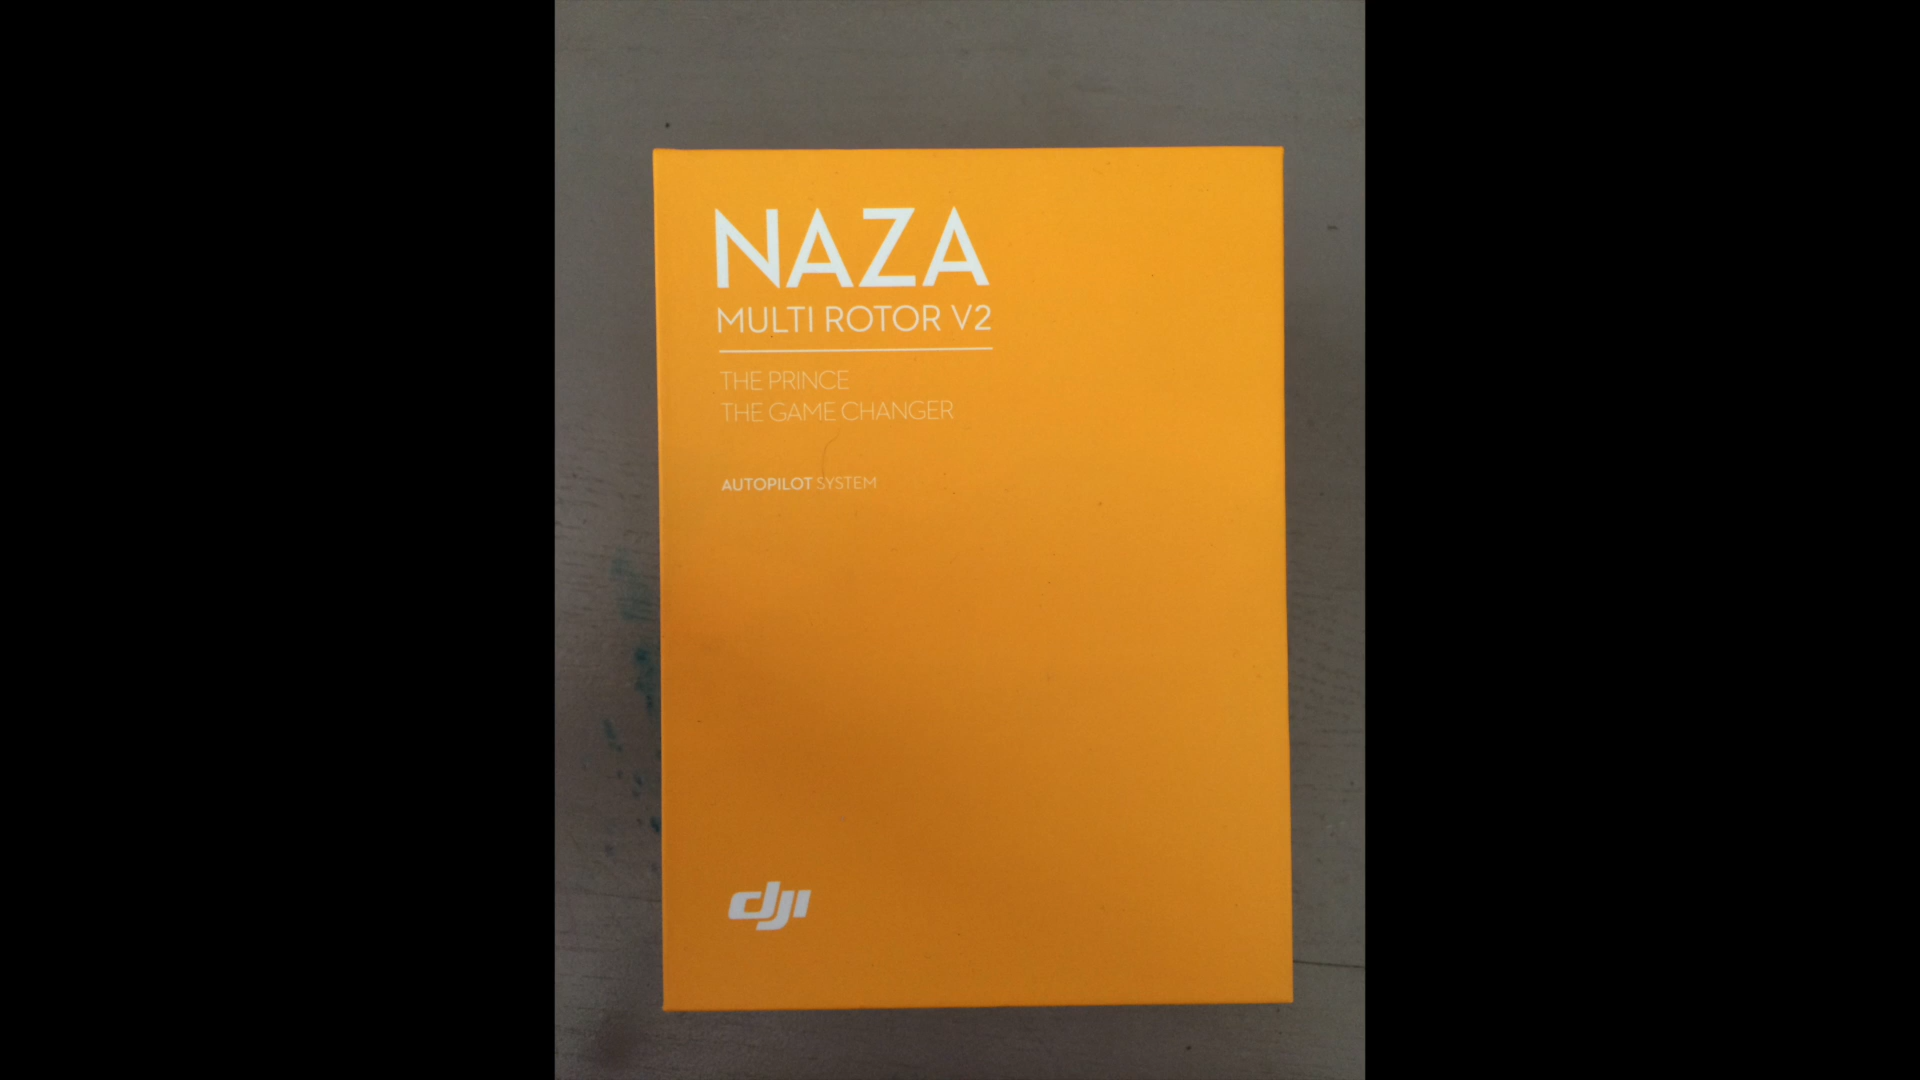 NAZA
MULTI ROTOR V2
THE PRINCE
THE GAME CHANGER
AUTOPILOT SYSTEM
dji